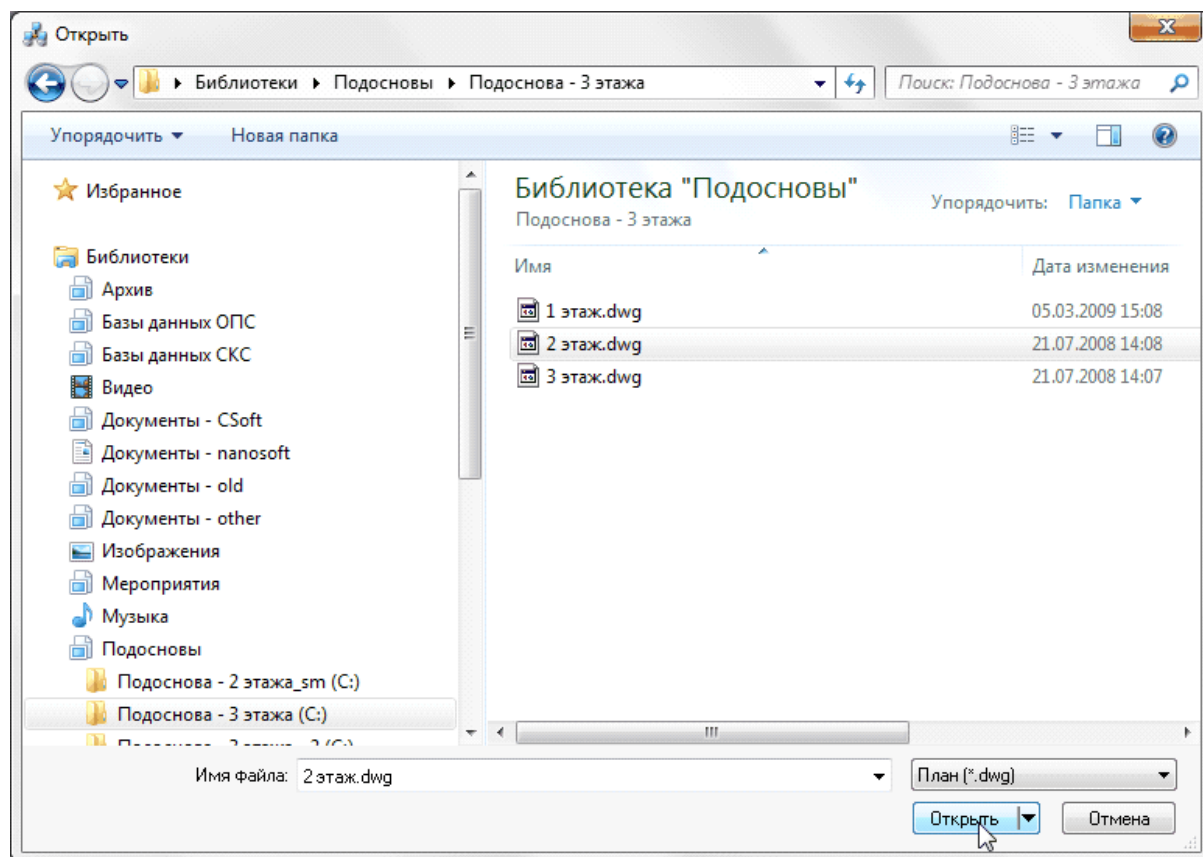 Открыть
Библиотеки Подосновы Подоснова - 3 этажа
Поиск: Подоснова - 3 этажа
Упорядочить Новая папка
Избранное
Библиотеки
Архив
Базы данных ОПС
Базы данных СКС
Видео
Документы - CSoft
Документы - nanosoft
Документы - old
Документы - other
Изображения
Мероприятия
Музыка
Подосновы
Подоснова - 2 этажа_sm (C:)
Подоснова - 3 этажа (C:)
Библиотека "Подосновы"
Подоснова - 3 этажа
Упорядочить: Папка
Имя Дата изменения
1 этаж.dwg 05.03.2009 15:08
2 этаж.dwg 21.07.2008 14:08
3 этаж.dwg 21.07.2008 14:07
Имя файла: 2 этаж.dwg
План (*.dwg)
Открыть Отмена